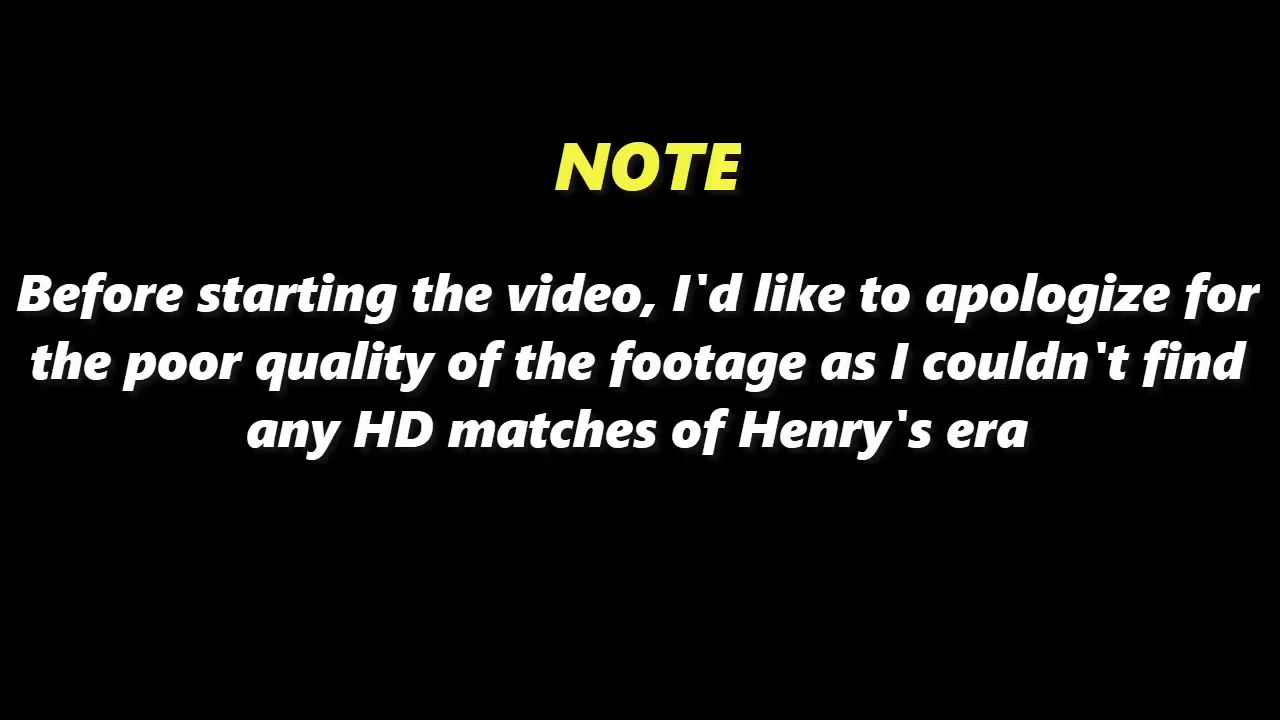 NOTE
Before starting the video, I'd like to apologize for
the poor quality of the footage as I couldn't find
any HD matches of Henry's era